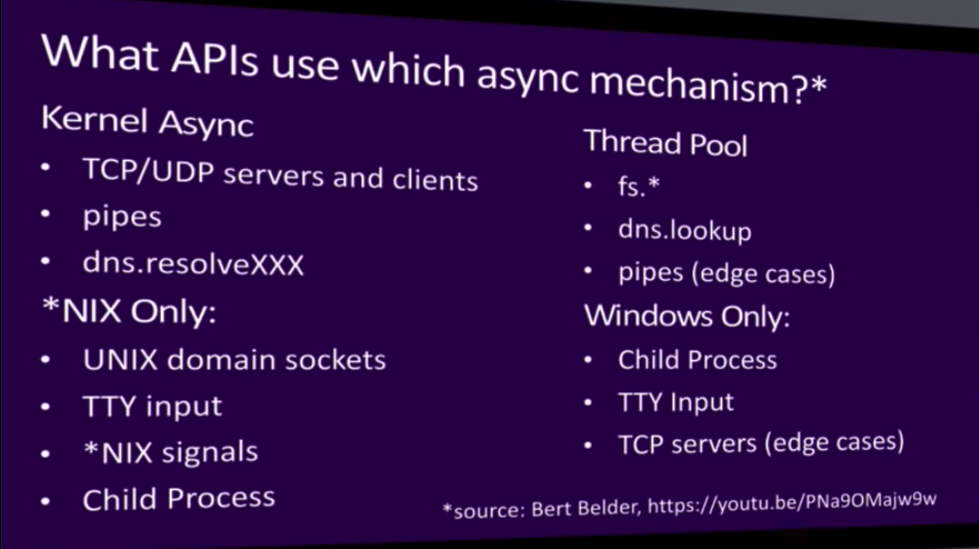 What APIs use which async mechanism?*
Kernel Async
• TCP/UDP servers and clients
• pipes
• dns.resolveXXX
*NIX Only:
• UNIX domain sockets
• TTY input
• *NIX signals
• Child Process
Thread Pool
• fs.*
• dns.lookup
• pipes (edge cases)
Windows Only:
• Child Process
• TTY Input
• TCP servers (edge cases)
*source: Bert Belder, https://youtu.be/PNa9OMajw9w